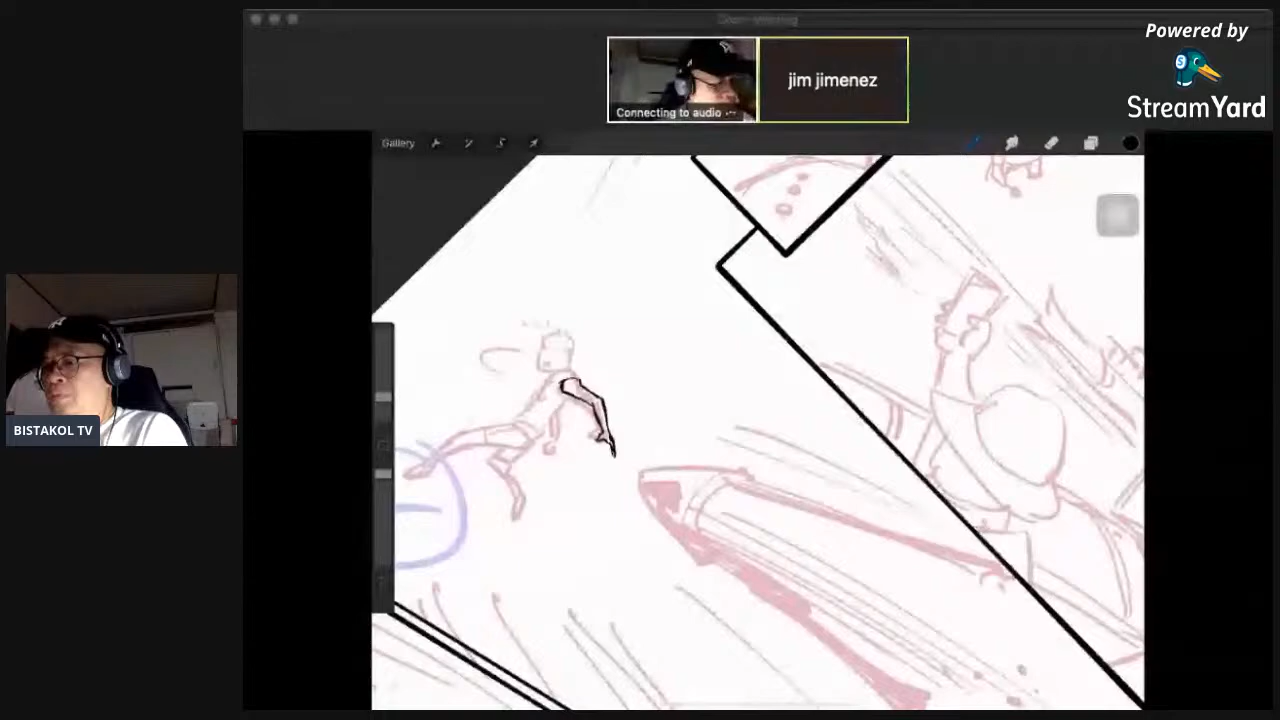 Powered by
StreamYard
jim jimenez
Connecting to audio
Gallery
BISTAKOL TV